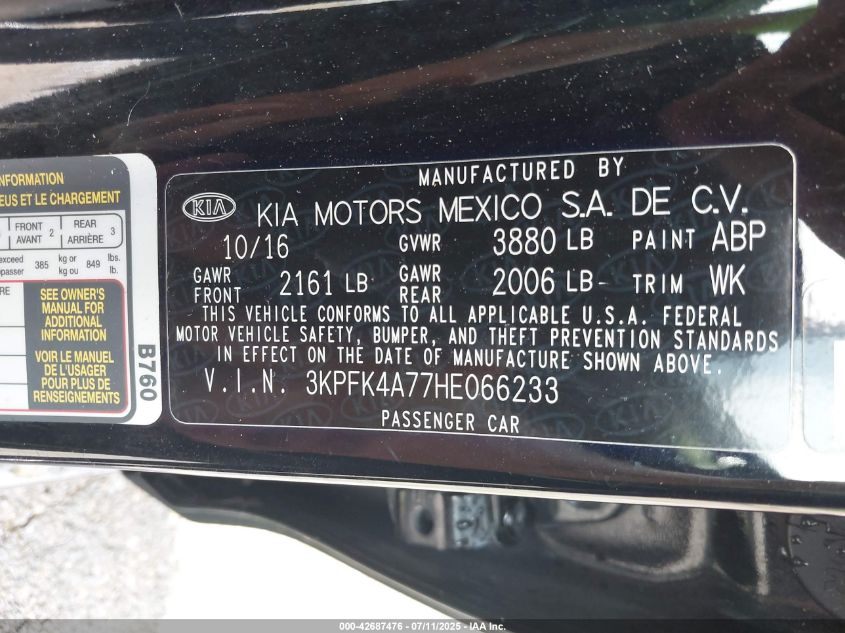 NFORMATION
EUS ET LE CHARGEMENT
FRONT AVANT 2 REAR ARRIÈRE 3
exceed 385 kg or 849 lbs.
passer kg ou lb.
SEE OWNER'S
MANUAL FOR
ADDITIONAL
INFORMATION
VOIR LE MANUEL
DE L'USAGER
POUR PLUS DE
RENSEIGNEMENTS
B760
MANUFACTURED BY
KIA KIA MOTORS MEXICO S.A. DE C.V.
10/16 GVWR 3880 LB PAINT ABP
GAWR FRONT 2161 LB GAWR REAR 2006 LB TRIM WK
THIS VEHICLE CONFORMS TO ALL APPLICABLE U.S.A. FEDERAL
MOTOR VEHICLE SAFETY, BUMPER, AND THEFT PREVENTION STANDARDS
IN EFFECT ON THE DATE OF MANUFACTURE SHOWN ABOVE.
V.I.N. 3KPFK4A77HE066233
PASSENGER CAR
000-42687476 - 07/11/2025 - IAA Inc.